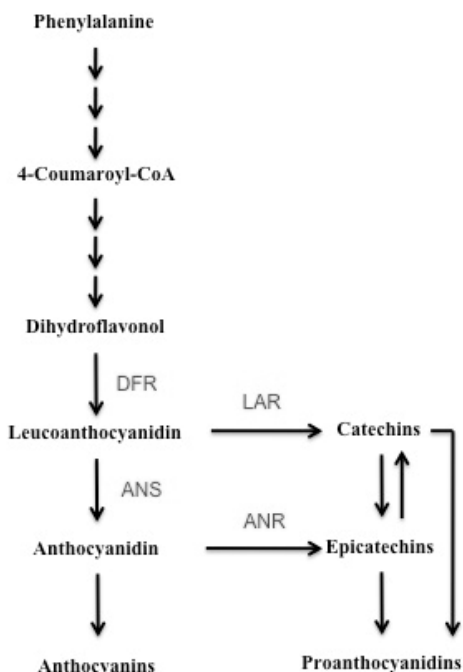 Phenylalanine
4-Coumaroyl-CoA
Dihydroflavonol
DFR
LAR
Leucoanthocyanidin
Catechins
ANS
ANR
Anthocyanidin
Epicatechins
Anthocyanins
Proanthocyanidins